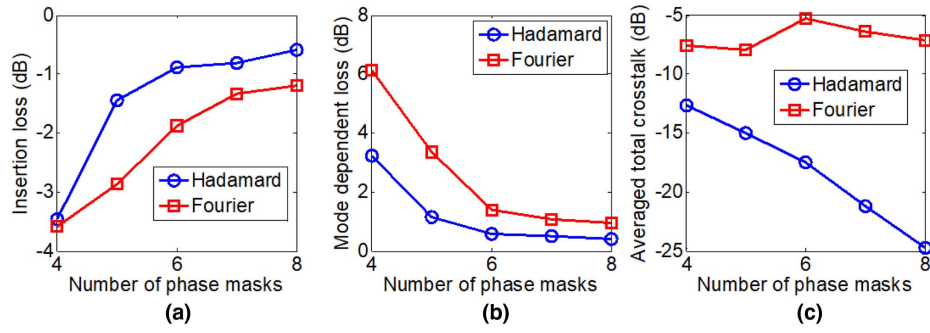 Insertion loss (dB)
0
-1
-2
-3
-4
Hadamard
Fourier
4
6
8
Number of phase masks
(a)
Mode dependent loss (dB)
8
6
4
2
0
Hadamard
Fourier
4
6
8
Number of phase masks
(b)
Averaged total crosstalk (dB)
-5
-10
-15
-20
-25
Hadamard
Fourier
4
6
8
Number of phase masks
(c)